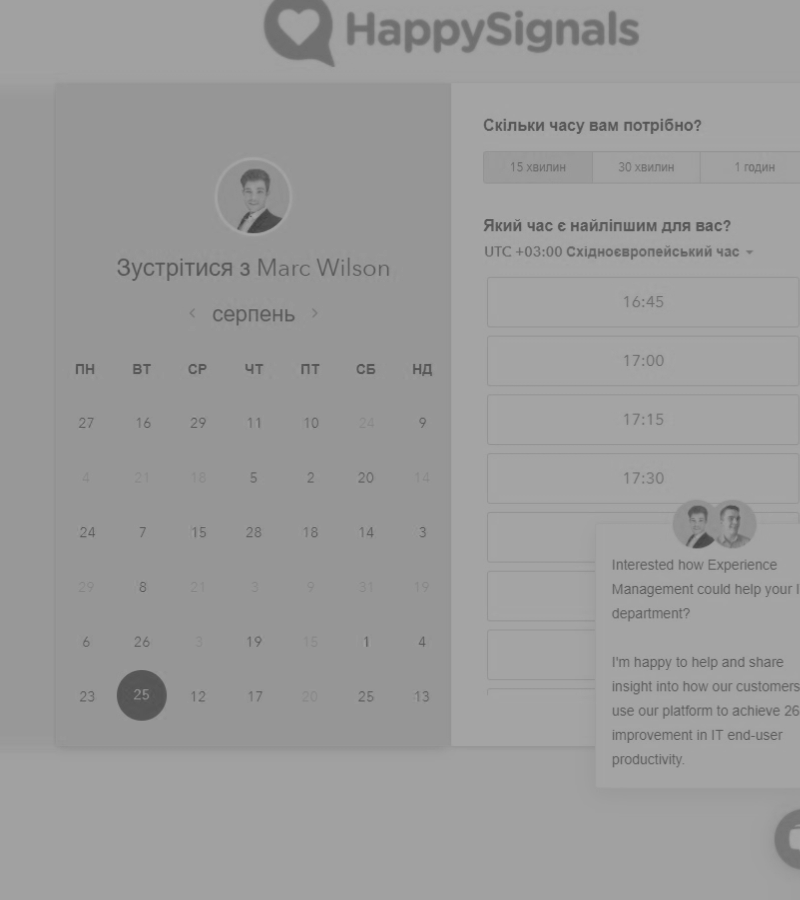 HappySignals
Зустрітися з Marc Wilson
серпень
ПН ВТ СР ЧТ ПТ СБ НД
27 16 29 11 10 24 9
4 21 18 5 2 20 14
24 7 15 28 18 14 3
29 8 21 3 9 31 19
6 26 3 19 15 1 4
23 25 12 17 20 25 13
Скільки часу вам потрібно?
15 хвилин 30 хвилин 1 годин
Який час є найліпшим для вас?
UTC +03:00 Східноєвропейський час
16:45
17:00
17:15
17:30
Interested how Experience
Management could help your I
department?
I'm happy to help and share
insight into how our customers
use our platform to achieve 26
improvement in IT end-user
productivity.